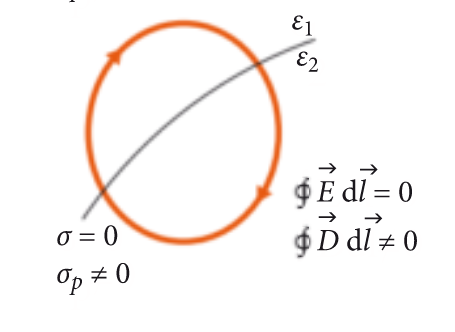 ε₁
ε₂
∮ E⃗ dl⃗ = 0
∮ D⃗ dl⃗ ≠ 0
σ = 0
σₚ ≠ 0